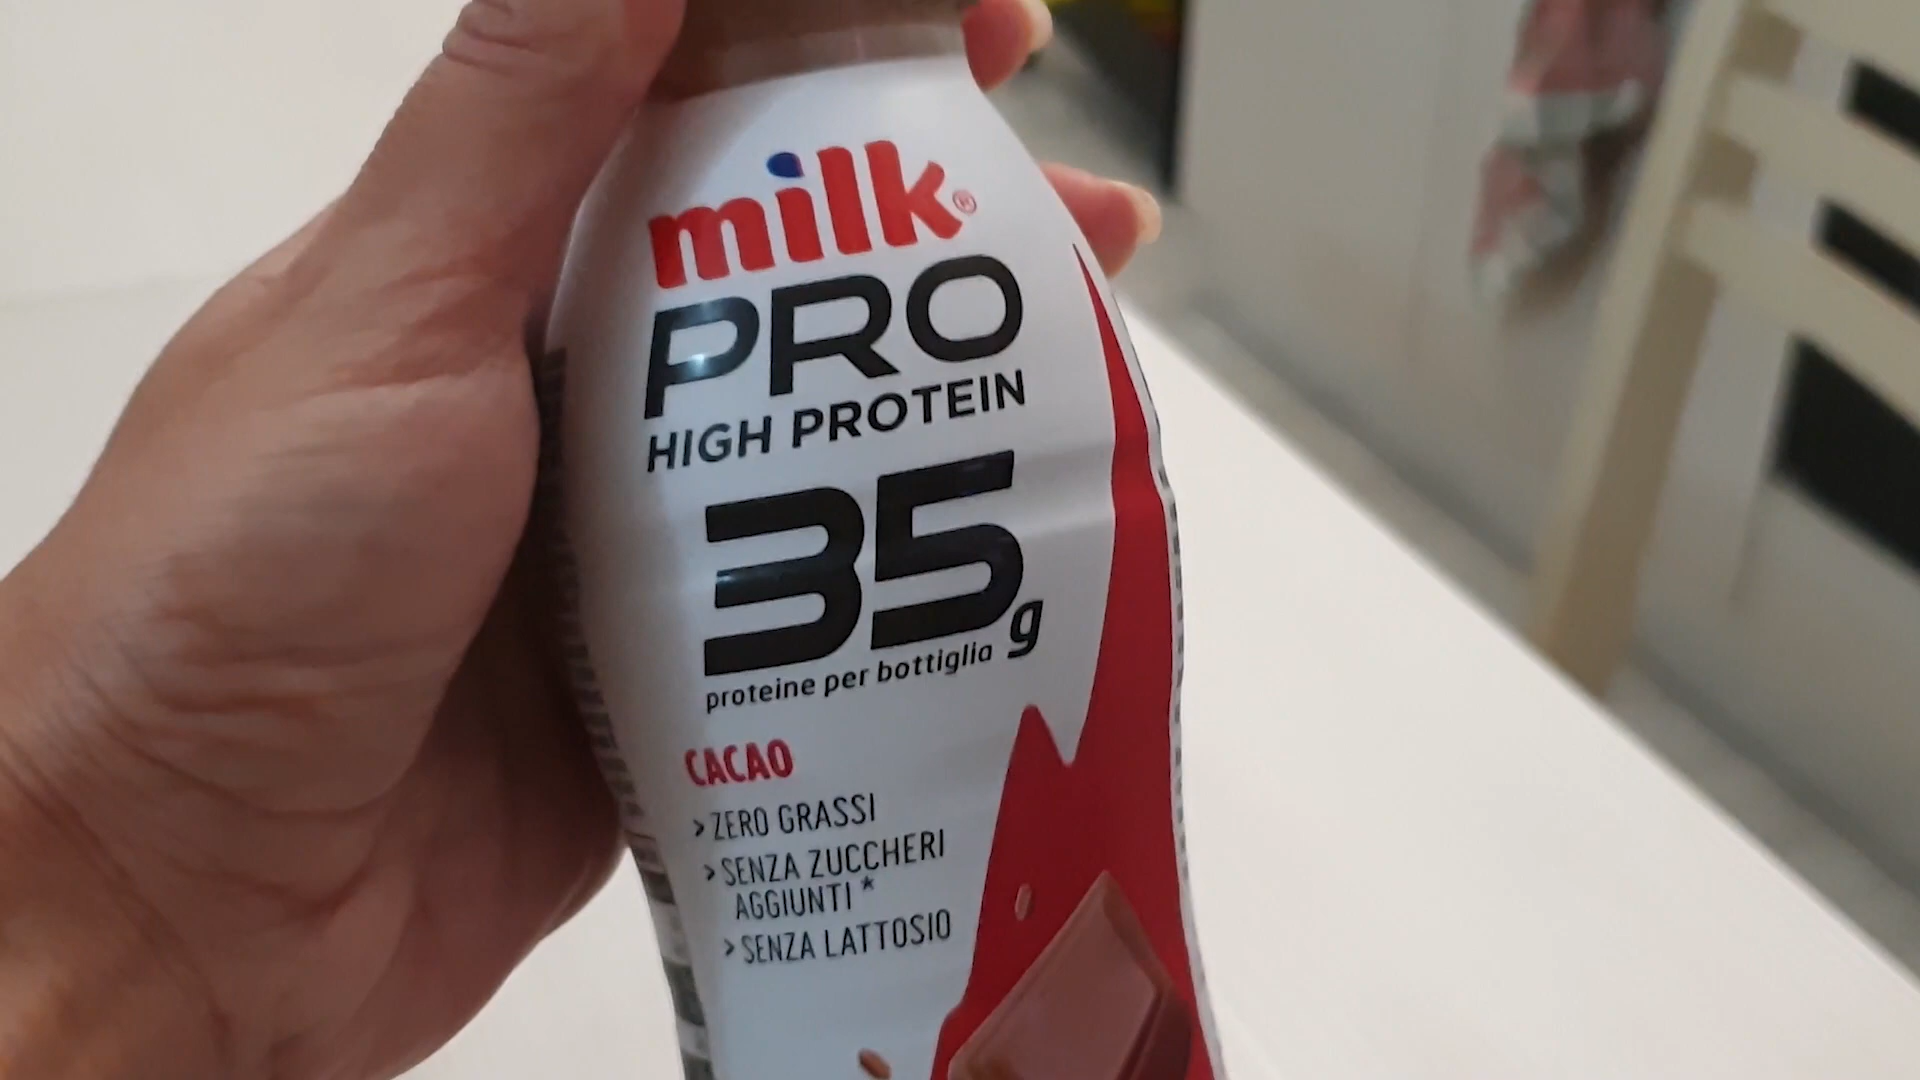 milk®
PRO
HIGH PROTEIN
35g
proteine per bottiglia
CACAO
> ZERO GRASSI
> SENZA ZUCCHERI
AGGIUNTI*
> SENZA LATTOSIO